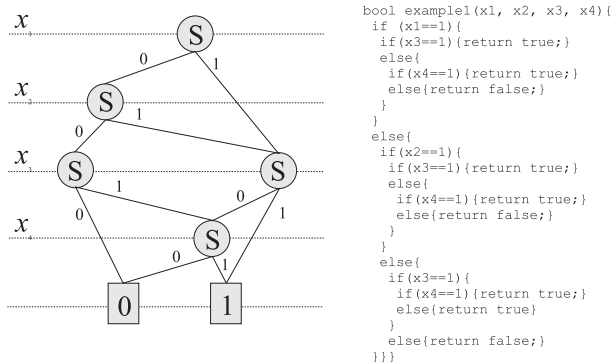 x₁
S
0
1
x₂
S
0
1
x₃
S
S
0
1
0
1
x₄
S
0
1
0
1
bool example1(x1, x2, x3, x4){
if (x1==1){
if(x3==1){return true;}
else{
if(x4==1){return true;}
else{return false;}
}
}
else{
if(x2==1){
if(x3==1){return true;}
else{
if(x4==1){return true;}
else{return false;}
}
}
else{
if(x3==1){
if(x4==1){return true;}
else{return true}
}
else{return false;}
}}}